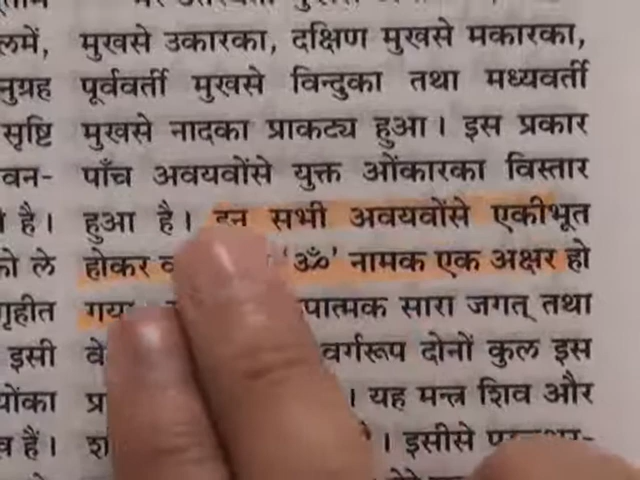 लमें, मुखसे उकारका, दक्षिण मुखसे मकारका,
नुग्रह पूर्ववर्ती मुखसे विन्दुका तथा मध्यवर्ती
सृष्टि मुखसे नादका प्राकट्य हुआ। इस प्रकार
वन- पाँच अवयवोंसे युक्त ओंकारका विस्तार
है। हुआ है। इन सभी अवयवोंसे एकीभूत
को ले होकर ‘ॐ’ नामक एक अक्षर हो
गृहीत पात्मक सारा जगत् तथा
इसी वर्गरूप दोनों कुल इस
योंका । यह मन्त्र शिव और
हैं। । इसीसे